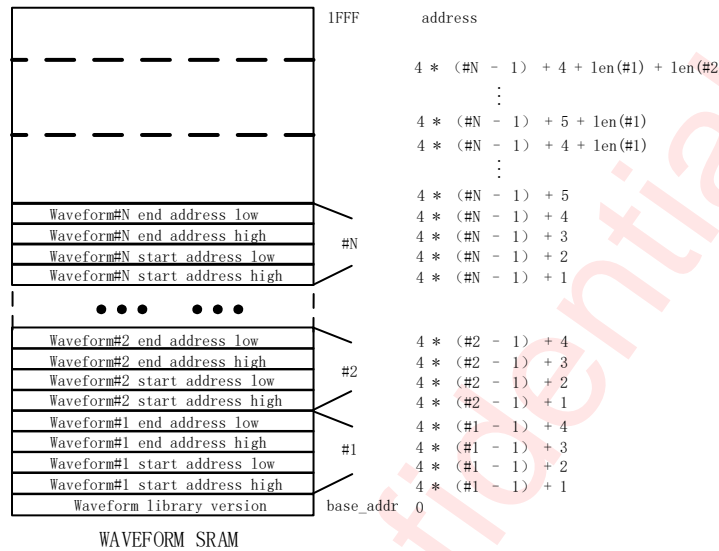 1FFF address
4 * (#N - 1) + 4 + len(#1) + len(#2
⋮
4 * (#N - 1) + 5 + len(#1)
4 * (#N - 1) + 4 + len(#1)
⋮
4 * (#N - 1) + 5
Waveform#N end address low 4 * (#N - 1) + 4
Waveform#N end address high #N 4 * (#N - 1) + 3
Waveform#N start address low 4 * (#N - 1) + 2
Waveform#N start address high 4 * (#N - 1) + 1
••• •••
Waveform#2 end address low 4 * (#2 - 1) + 4
Waveform#2 end address high #2 4 * (#2 - 1) + 3
Waveform#2 start address low 4 * (#2 - 1) + 2
Waveform#2 start address high 4 * (#2 - 1) + 1
Waveform#1 end address low 4 * (#1 - 1) + 4
Waveform#1 end address high #1 4 * (#1 - 1) + 3
Waveform#1 start address low 4 * (#1 - 1) + 2
Waveform#1 start address high 4 * (#1 - 1) + 1
Waveform library version base_addr 0
WAVEFORM SRAM
fidential